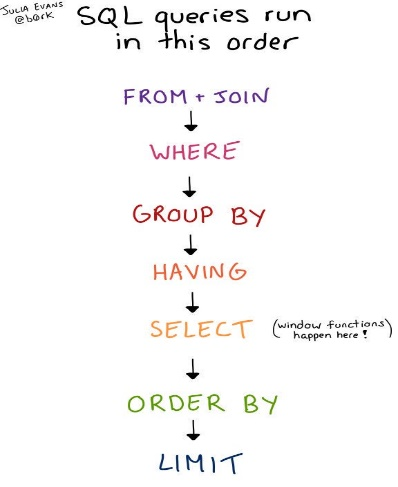 JULIA EVANS
@b0rk
SQL queries run
in this order
FROM + JOIN
WHERE
GROUP BY
HAVING
SELECT (window functions
happen here!)
ORDER BY
LIMIT